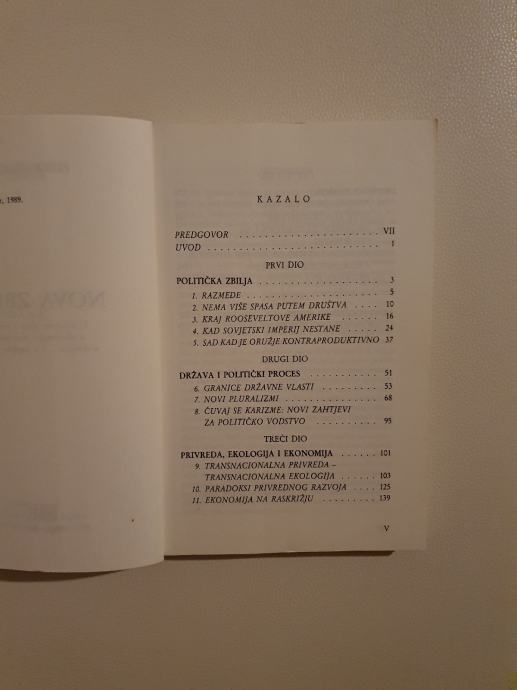 , 1989.
KAZALO
PREDGOVOR . . . . . . . . . . . . . . . . . . . . . . . VII
UVOD . . . . . . . . . . . . . . . . . . . . . . . . . . . 1
PRVI DIO
POLITIČKA ZBILJA . . . . . . . . . . . . . . . . . . 3
1. RAZMEĐE . . . . . . . . . . . . . . . . . . . . . 5
2. NEMA VIŠE SPASA PUTEM DRUŠTVA . . . . 10
3. KRAJ ROOSEVELTOVE AMERIKE . . . . . . 16
4. KAD SOVJETSKI IMPERIJ NESTANE . . . . 24
5. SAD KAD JE ORUŽJE KONTRAPRODUKTIVNO 37
DRUGI DIO
DRŽAVA I POLITIČKI PROCES . . . . . . . . . . 51
6. GRANICE DRŽAVNE VLASTI . . . . . . . . 53
7. NOVI PLURALIZMI . . . . . . . . . . . . . 68
8. ČUVAJ SE KARIZME: NOVI ZAHTJEVI
ZA POLITIČKO VODSTVO . . . . . . . . . 95
TREĆI DIO
PRIVREDA, EKOLOGIJA I EKONOMIJA . . . . . . 101
9. TRANSNACIONALNA PRIVREDA –
TRANSNACIONALNA EKOLOGIJA . . . . . . 103
10. PARADOKSI PRIVREDNOG RAZVOJA . . . . 125
11. EKONOMIJA NA RASKRIŽJU . . . . . . . . 139
V